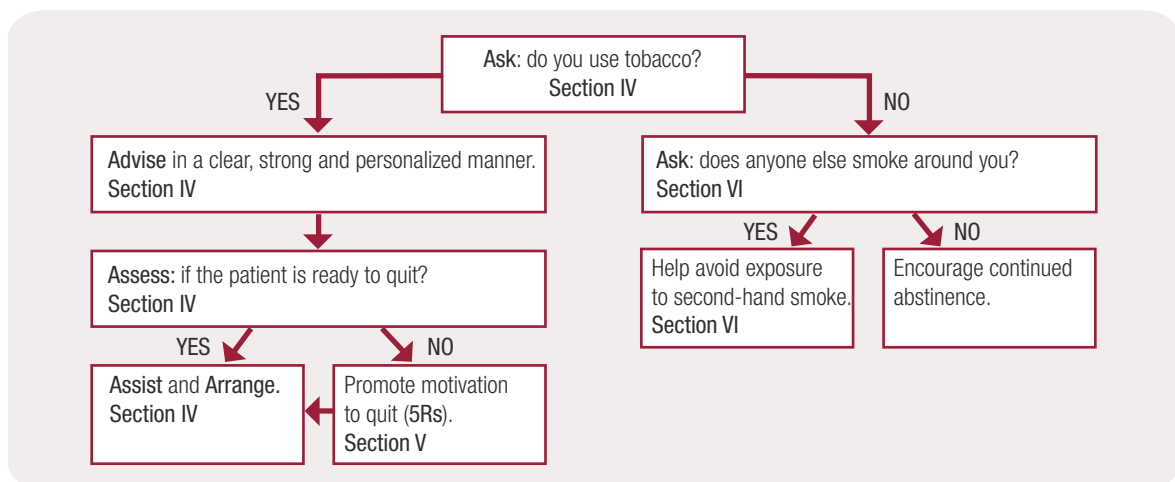 Ask: do you use tobacco?
Section IV
YES
NO
Advise in a clear, strong and personalized manner.
Section IV
Ask: does anyone else smoke around you?
Section VI
YES
NO
Assess: if the patient is ready to quit?
Section IV
Help avoid exposure
to second-hand smoke.
Section VI
Encourage continued
abstinence.
YES
NO
Assist and Arrange.
Section IV
Promote motivation
to quit (5Rs).
Section V